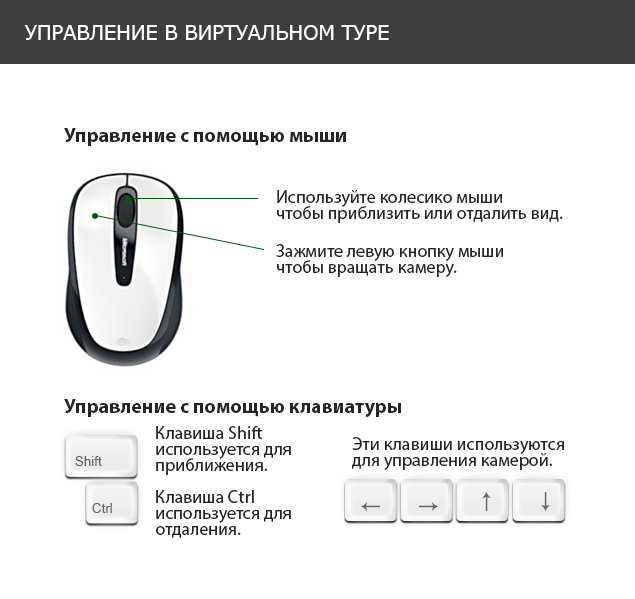 УПРАВЛЕНИЕ В ВИРТУАЛЬНОМ ТУРЕ
Управление с помощью мыши
Используйте колесико мыши
чтобы приблизить или отдалить вид.
Microsoft
Зажмите левую кнопку мыши
чтобы вращать камеру.
Управление с помощью клавиатуры
Shift
Клавиша Shift
используется для
приближения.
Ctrl
Клавиша Ctrl
используется для
отдаления.
Эти клавиши используются
для управления камерой.
← → ↑ ↓